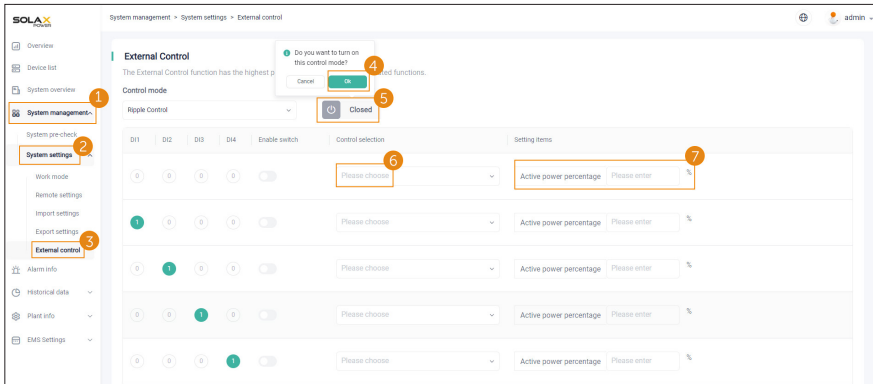 SOLAX
POWER
System management > System settings > External control
admin
Overview
Device list
System overview
1
System management
System pre-check
2
System settings
Work mode
Remote settings
Import settings
Export settings
3
External control
Alarm info
Historical data
Plant info
EMS Settings
External Control
The External Control function has the highest p
ted functions.
Do you want to turn on
this control mode?
4
Cancel
Ok
Control mode
Ripple Control
5
Closed
DI1 DI2 DI3 DI4 Enable switch Control selection Setting items
6
7
0 0 0 0 Please choose Active power percentage Please enter %
1 0 0 0 Please choose Active power percentage Please enter %
0 1 0 0 Please choose Active power percentage Please enter %
0 0 1 0 Please choose Active power percentage Please enter %
0 0 0 1 Please choose Active power percentage Please enter %